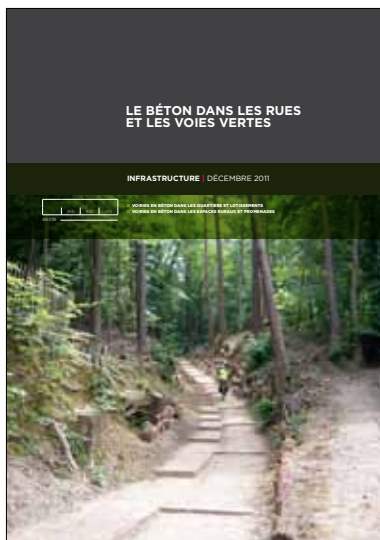 LE BÉTON DANS LES RUES
ET LES VOIES VERTES
INFRASTRUCTURE | DÉCEMBRE 2011
VOIRIES EN BÉTON DANS LES QUARTIERS ET LOTISSEMENTS
VOIRIES EN BÉTON DANS LES ESPACES RURAUX ET PROMENADES